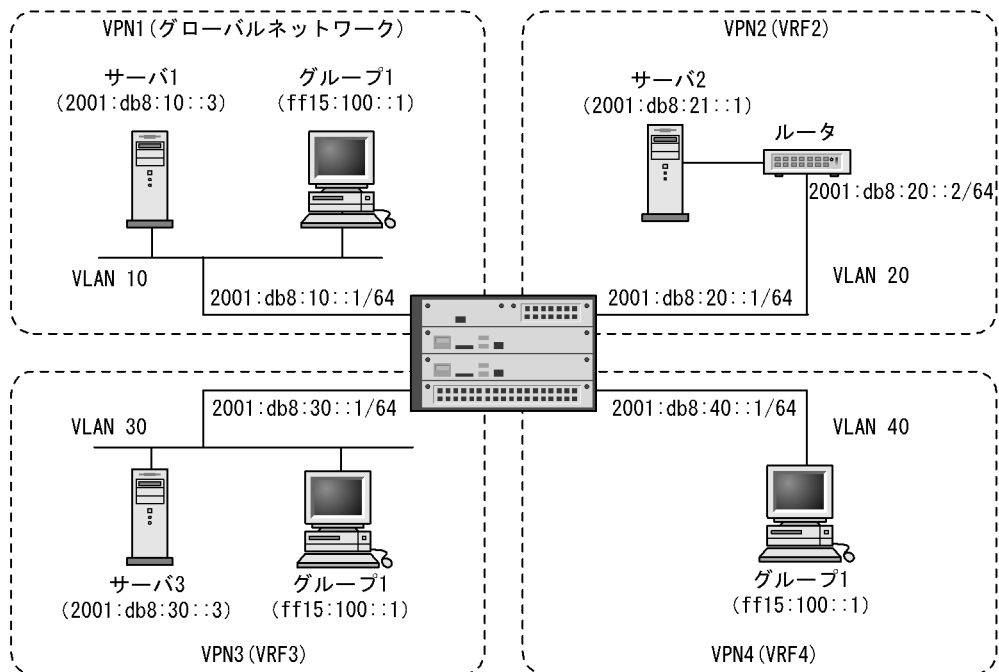 VPN1(グローバルネットワーク)
サーバ1
(2001:db8:10::3)
グループ1
(ff15:100::1)
VLAN 10
2001:db8:10::1/64
VPN2(VRF2)
サーバ2
(2001:db8:21::1)
ルータ
2001:db8:20::2/64
VLAN 20
2001:db8:20::1/64
2001:db8:30::1/64
VLAN 30
サーバ3
(2001:db8:30::3)
グループ1
(ff15:100::1)
VPN3(VRF3)
2001:db8:40::1/64
VLAN 40
グループ1
(ff15:100::1)
VPN4(VRF4)